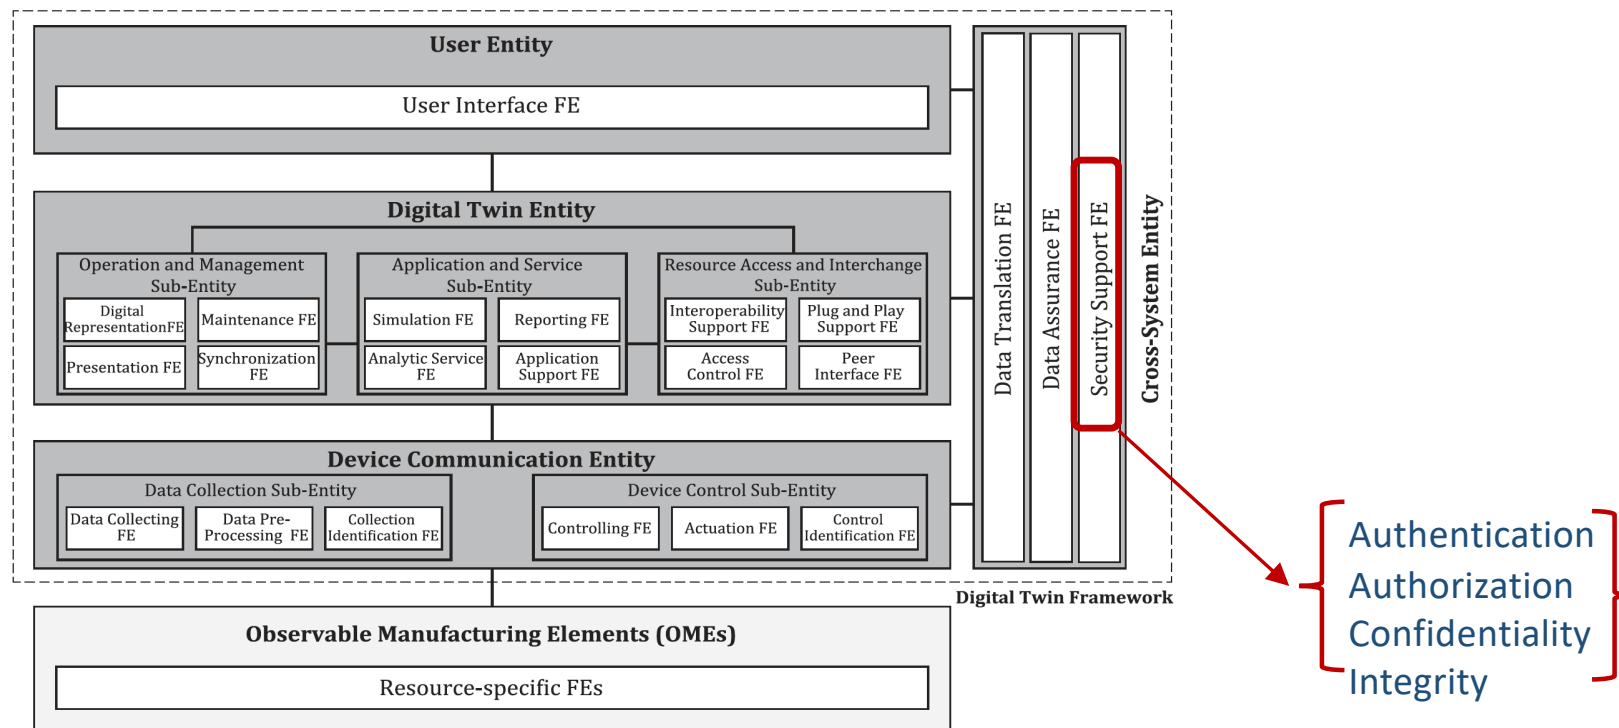 User Entity
User Interface FE
Digital Twin Entity
Operation and Management
Sub-Entity
Digital
RepresentationFE
Maintenance FE
Presentation FE
Synchronization
FE
Application and Service
Sub-Entity
Simulation FE
Reporting FE
Analytic Service
FE
Application
Support FE
Resource Access and Interchange
Sub-Entity
Interoperability
Support FE
Plug and Play
Support FE
Access
Control FE
Peer
Interface FE
Device Communication Entity
Data Collection Sub-Entity
Data Collecting
FE
Data Pre-
Processing FE
Collection
Identification FE
Device Control Sub-Entity
Controlling FE
Actuation FE
Control
Identification FE
Data Translation FE
Data Assurance FE
Security Support FE
Cross-System Entity
Digital Twin Framework
Observable Manufacturing Elements (OMEs)
Resource-specific FEs
Authentication
Authorization
Confidentiality
Integrity